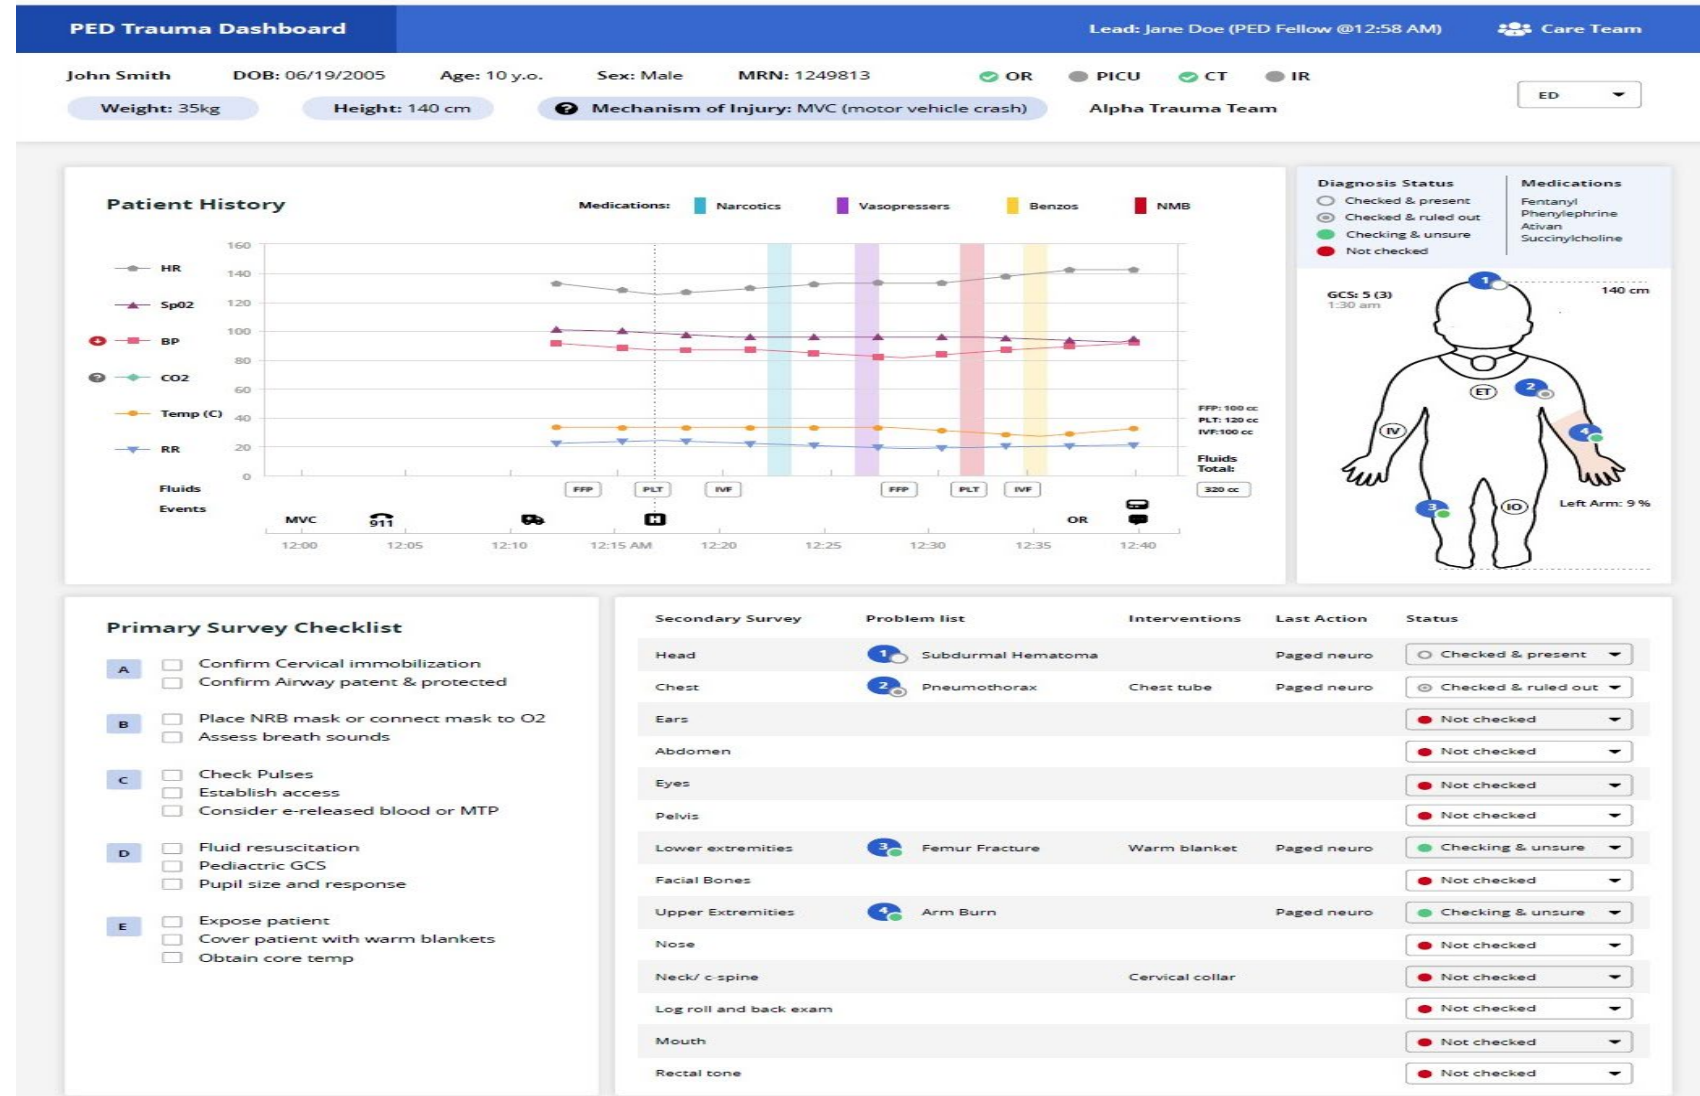 PED Trauma Dashboard
Lead: Jane Doe (PED Fellow @12:58 AM)
Care Team
John Smith DOB: 06/19/2005 Age: 10 y.o. Sex: Male MRN: 1249813 OR PICU CT IR
Weight: 35kg Height: 140 cm ? Mechanism of Injury: MVC (motor vehicle crash) Alpha Trauma Team
ED
Patient History
Medications: Narcotics Vasopressers Benzos NMB
160
140
120
100
80
60
40
20
0
HR
Sp02
BP
? CO2
Temp (C)
RR
FFP: 100 cc
PLT: 120 cc
IVF:100 cc
Fluids
Total:
320 cc
Fluids FFP PLT IVF FFP PLT IVF
Events
MVC 911 H OR
12:00 12:05 12:10 12:15 AM 12:20 12:25 12:30 12:35 12:40
Diagnosis Status
Checked & present
Checked & ruled out
Checking & unsure
Not checked
Medications
Fentanyl
Phenylephrine
Ativan
Succinylcholine
GCS: 5 (3)
1:30 am
140 cm
1
ET
2
IV
4
3
IO
Left Arm: 9 %
Primary Survey Checklist
A
Confirm Cervical immobilization
Confirm Airway patent & protected
B
Place NRB mask or connect mask to O2
Assess breath sounds
C
Check Pulses
Establish access
Consider e-released blood or MTP
D
Fluid resuscitation
Pediactric GCS
Pupil size and response
E
Expose patient
Cover patient with warm blankets
Obtain core temp
Secondary Survey Problem list Interventions Last Action Status
Head 1 Subdurmal Hematoma Paged neuro Checked & present
Chest 2 Pneumothorax Chest tube Paged neuro Checked & ruled out
Ears Not checked
Abdomen Not checked
Eyes Not checked
Pelvis Not checked
Lower extremities 3 Femur Fracture Warm blanket Paged neuro Checking & unsure
Facial Bones Not checked
Upper Extremities 4 Arm Burn Paged neuro Checking & unsure
Nose Not checked
Neck/ c-spine Cervical collar Not checked
Log roll and back exam Not checked
Mouth Not checked
Rectal tone Not checked